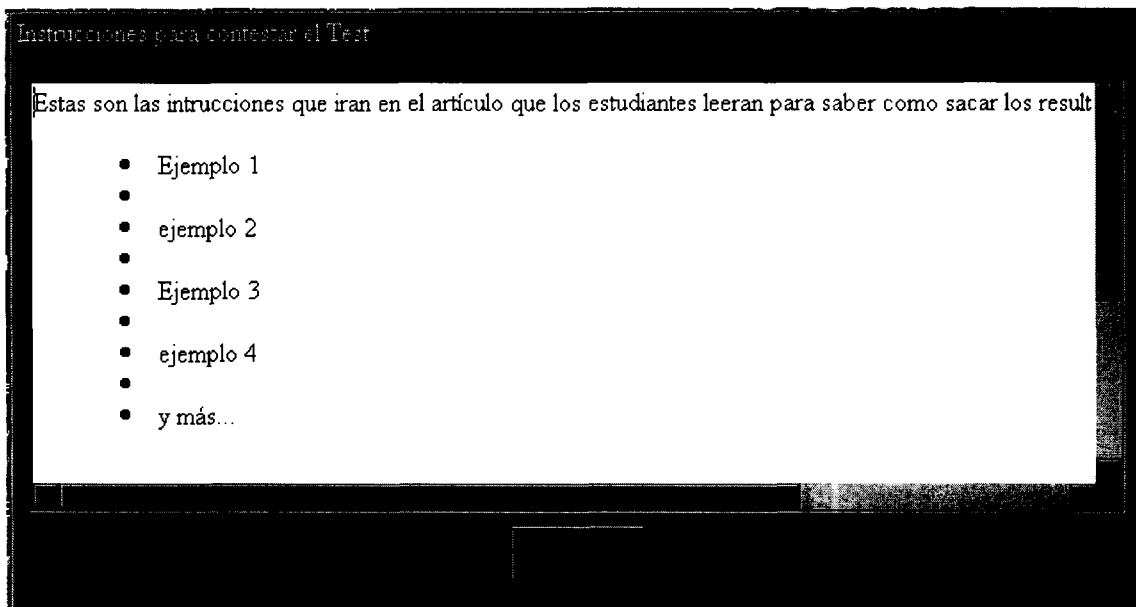 Instrucciones para contestar el Test
Estas son las intrucciones que iran en el artículo que los estudiantes leeran para saber como sacar los result
• Ejemplo 1
•
• ejemplo 2
•
• Ejemplo 3
•
• ejemplo 4
•
• y más...